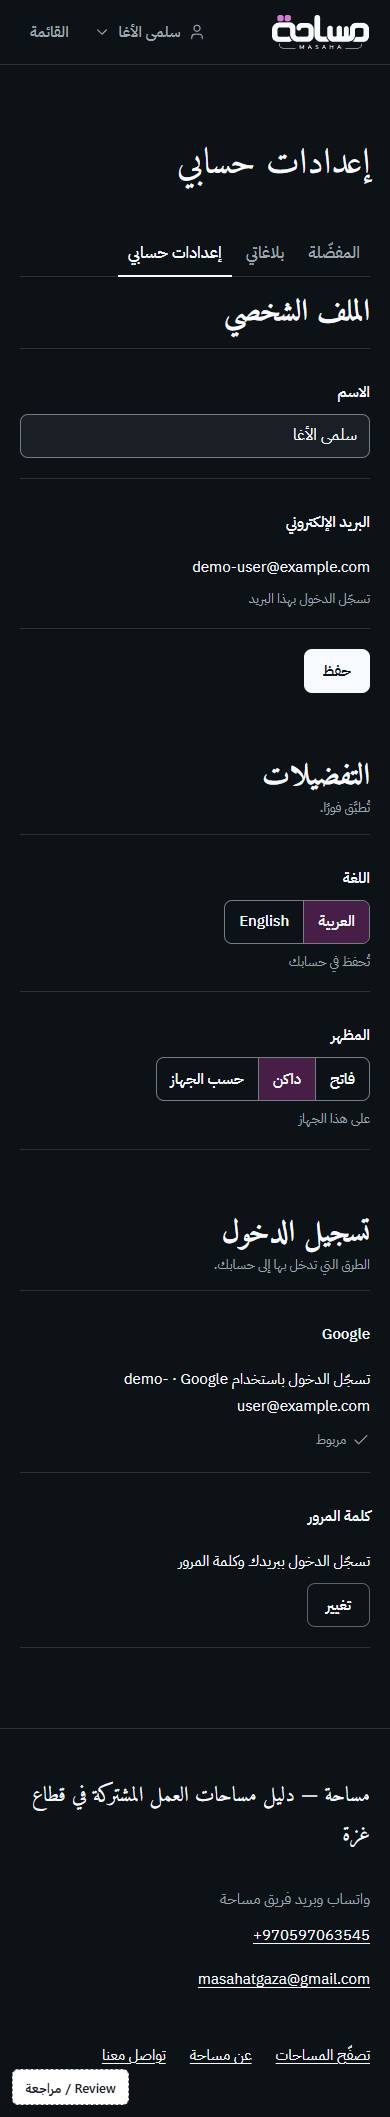 مساحة
MASAHA
سلمى الأغا
القائمة
إعدادات حسابي
المفضّلة
بلاغاتي
إعدادات حسابي
الملف الشخصي
الاسم
سلمى الأغا
البريد الإلكتروني
demo-user@example.com
تسجّل الدخول بهذا البريد
حفظ
التفضيلات
تُطبَّق فورًا.
اللغة
العربية
English
تُحفظ في حسابك
المظهر
فاتح
داكن
حسب الجهاز
على هذا الجهاز
تسجيل الدخول
الطرق التي تدخل بها إلى حسابك.
Google
تسجّل الدخول باستخدام Google · demo-
user@example.com
مربوط
كلمة المرور
تسجّل الدخول ببريدك وكلمة المرور
تغيير
مساحة — دليل مساحات العمل المشتركة في قطاع
غزة
واتساب وبريد فريق مساحة
+970597063545
masahatgaza@gmail.com
تصفّح المساحات
عن مساحة
تواصل معنا
Review / مراجعة